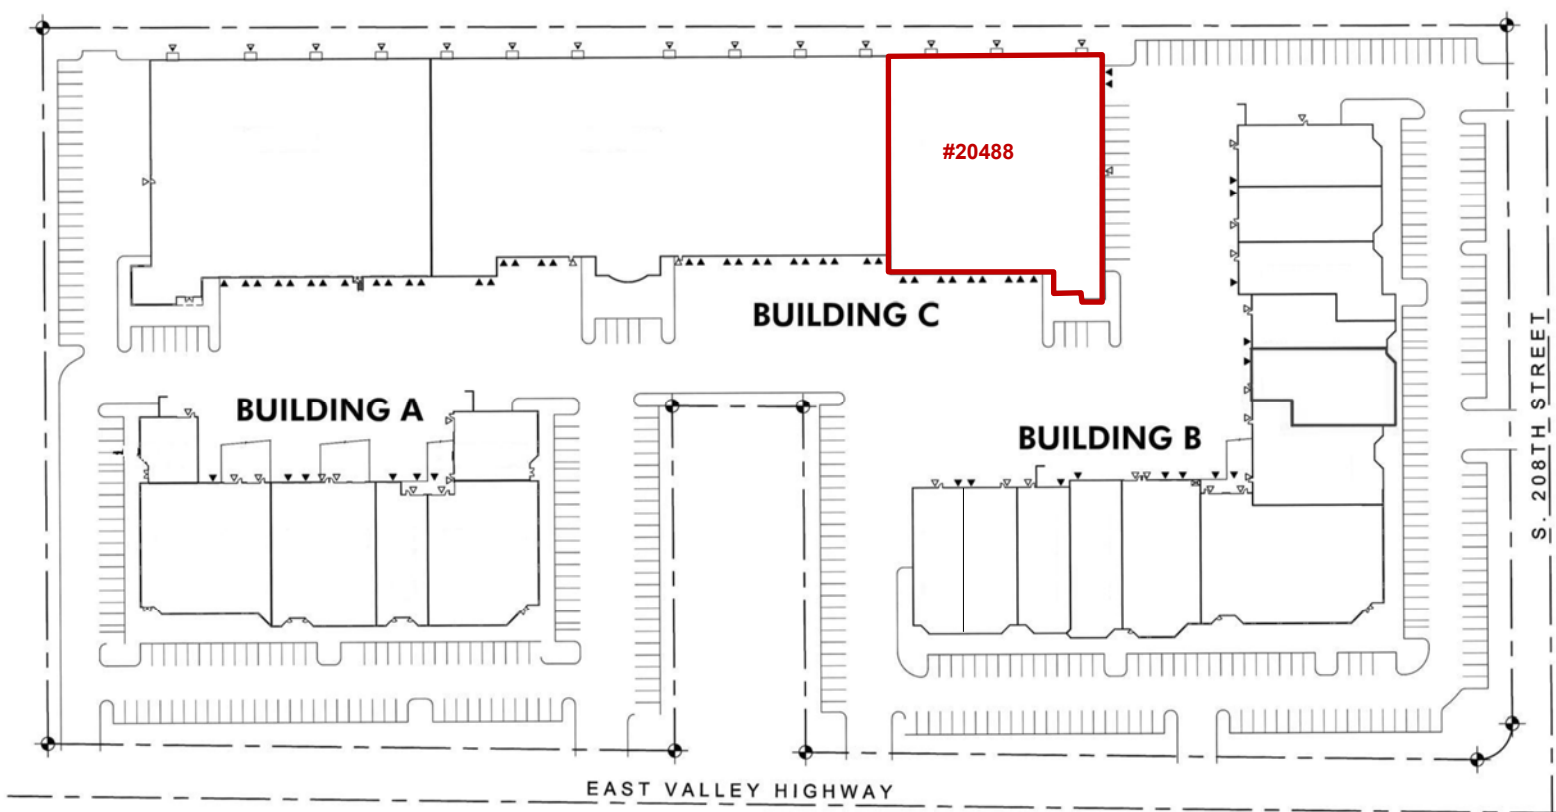 #20488
BUILDING C
BUILDING A
BUILDING B
S. 208TH STREET
EAST VALLEY HIGHWAY